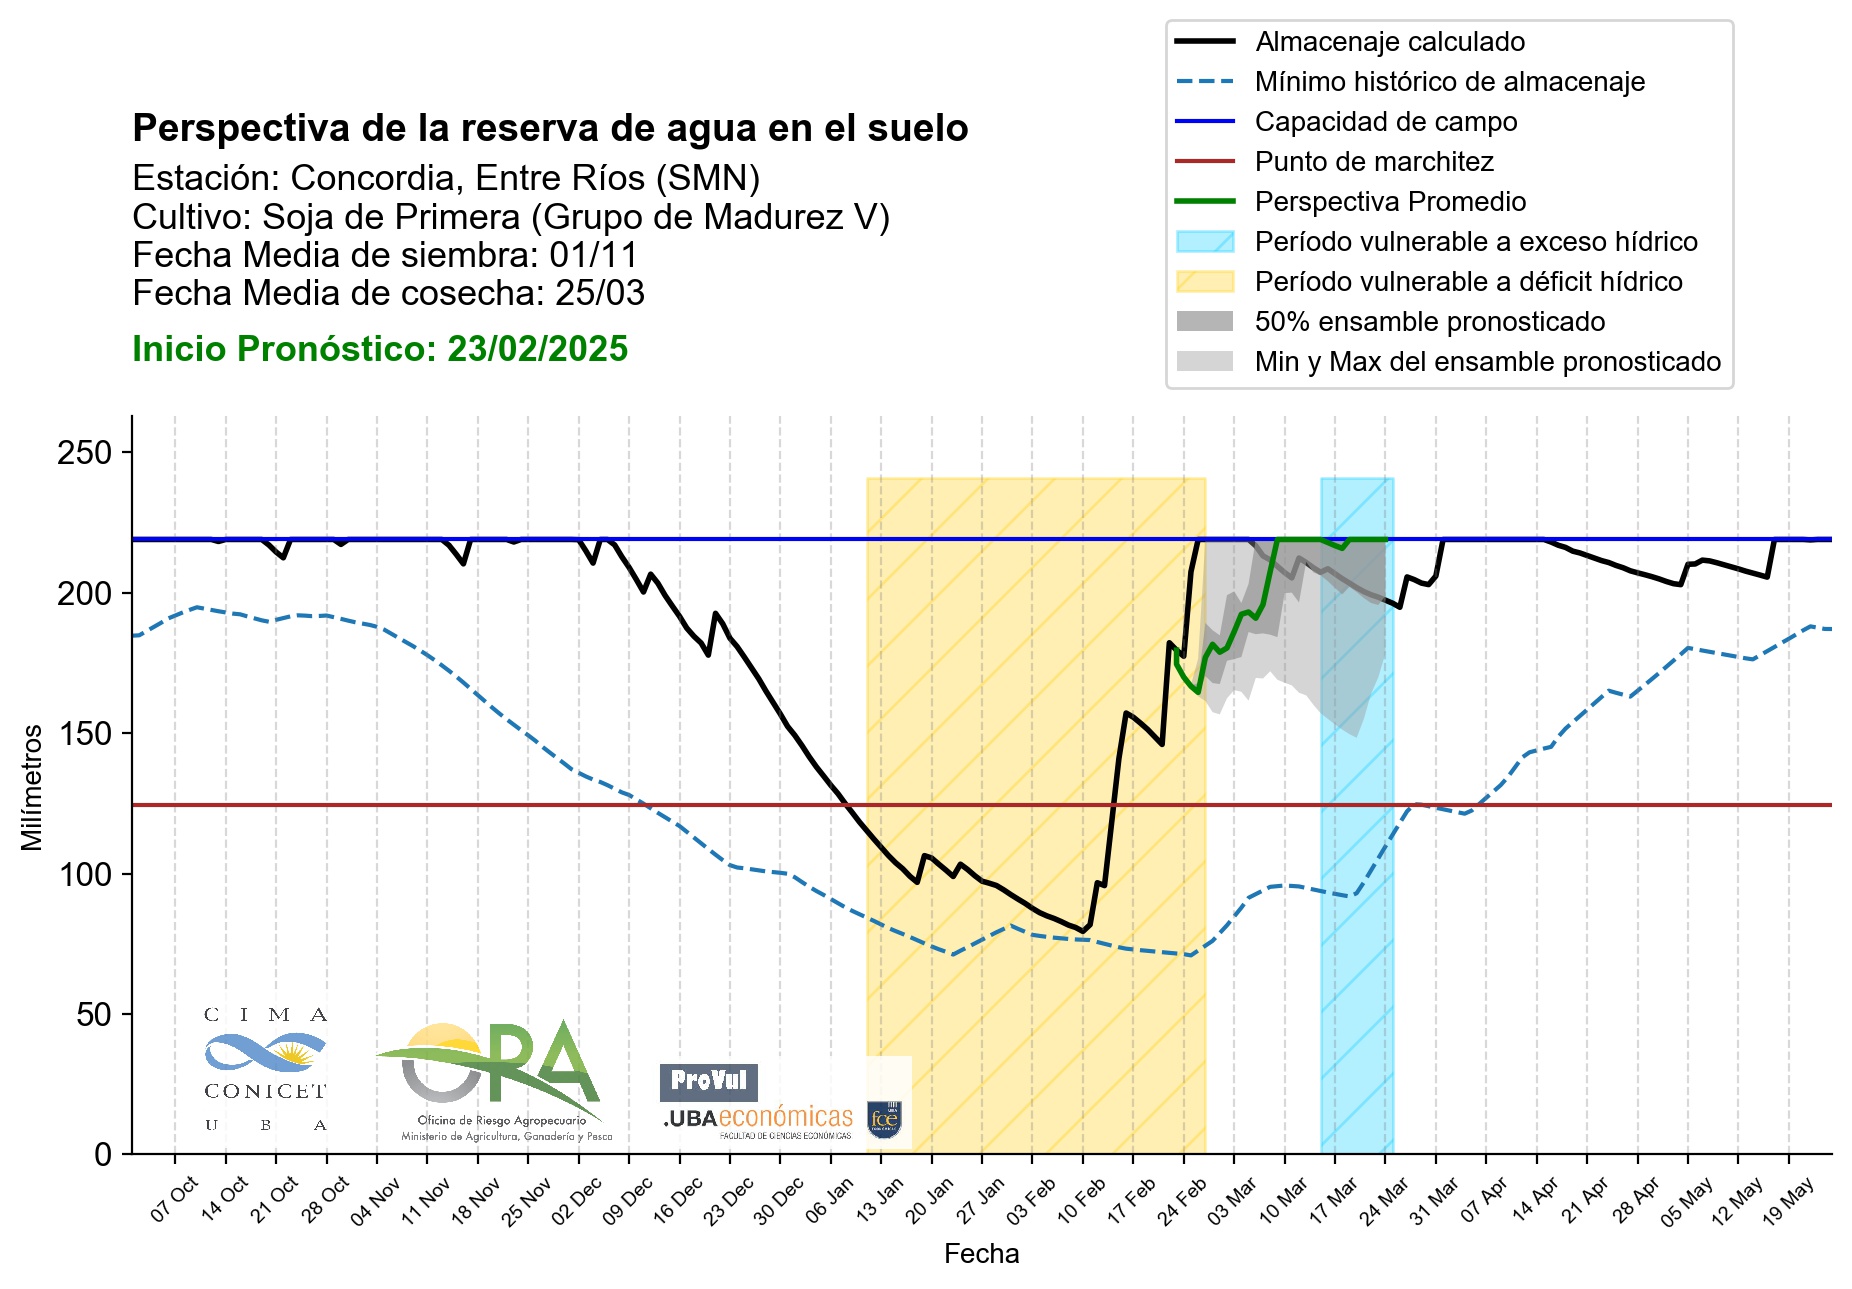 Almacenaje calculado
Mínimo histórico de almacenaje
Capacidad de campo
Punto de marchitez
Perspectiva Promedio
Período vulnerable a exceso hídrico
Período vulnerable a déficit hídrico
50% ensamble pronosticado
Min y Max del ensamble pronosticado
Perspectiva de la reserva de agua en el suelo
Estación: Concordia, Entre Ríos (SMN)
Cultivo: Soja de Primera (Grupo de Madurez V)
Fecha Media de siembra: 01/11
Fecha Media de cosecha: 25/03
Inicio Pronóstico: 23/02/2025
250
200
150
100
50
0
Milímetros
CIMA
CONICET
UBA
ORA
Oficina de Riesgo Agropecuario
Ministerio de Agricultura, Ganadería y Pesca
ProVul
.UBAeconómicas
FACULTAD DE CIENCIAS ECONÓMICAS
UBA
fce
07 Oct
14 Oct
21 Oct
28 Oct
04 Nov
11 Nov
18 Nov
25 Nov
02 Dec
09 Dec
16 Dec
23 Dec
30 Dec
06 Jan
13 Jan
20 Jan
27 Jan
03 Feb
10 Feb
17 Feb
24 Feb
03 Mar
10 Mar
17 Mar
24 Mar
31 Mar
07 Apr
14 Apr
21 Apr
28 Apr
05 May
12 May
19 May
Fecha